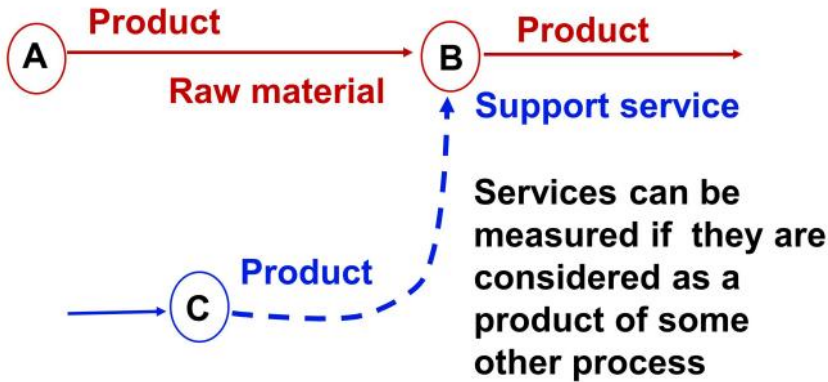 Product
Product
A
B
Raw material
Support service
Services can be
measured if they are
considered as a
product of some
other process
Product
C